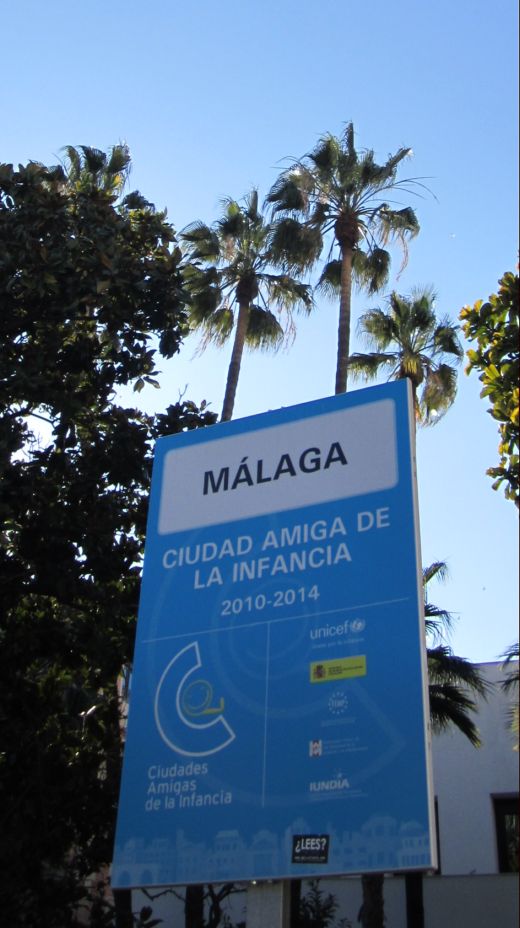 MÁLAGA
CIUDAD AMIGA DE
LA INFANCIA
2010-2014
unicef
Ciudades
Amigas
de la Infancia
IUNDIA
¿LEES?